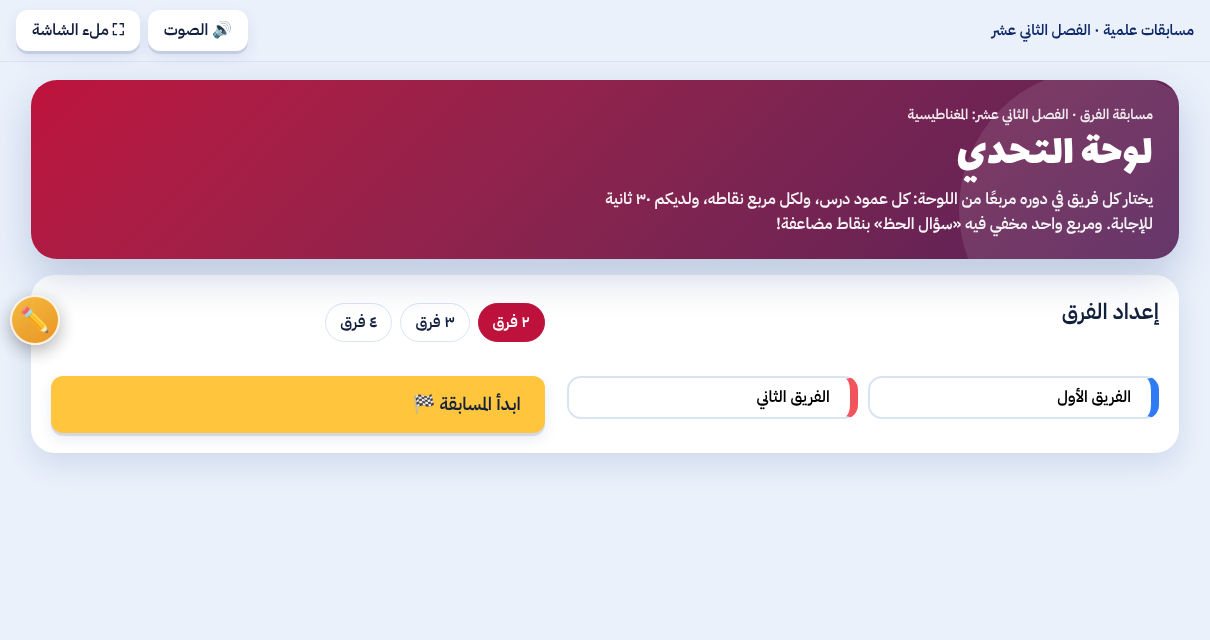 مسابقات علمية · الفصل الثاني عشر
الصوت
ملء الشاشة
مسابقة الفرق · الفصل الثاني عشر: المغناطيسية
لوحة التحدي
يختار كل فريق في دوره مربعًا من اللوحة: كل عمود درس، ولكل مربع نقاطه، ولديكم ٣٠ ثانية
للإجابة. ومربع واحد مخفي فيه «سؤال الحظ» بنقاط مضاعفة!
إعداد الفرق
٢ فرق
٣ فرق
٤ فرق
الفريق الأول
الفريق الثاني
ابدأ المسابقة